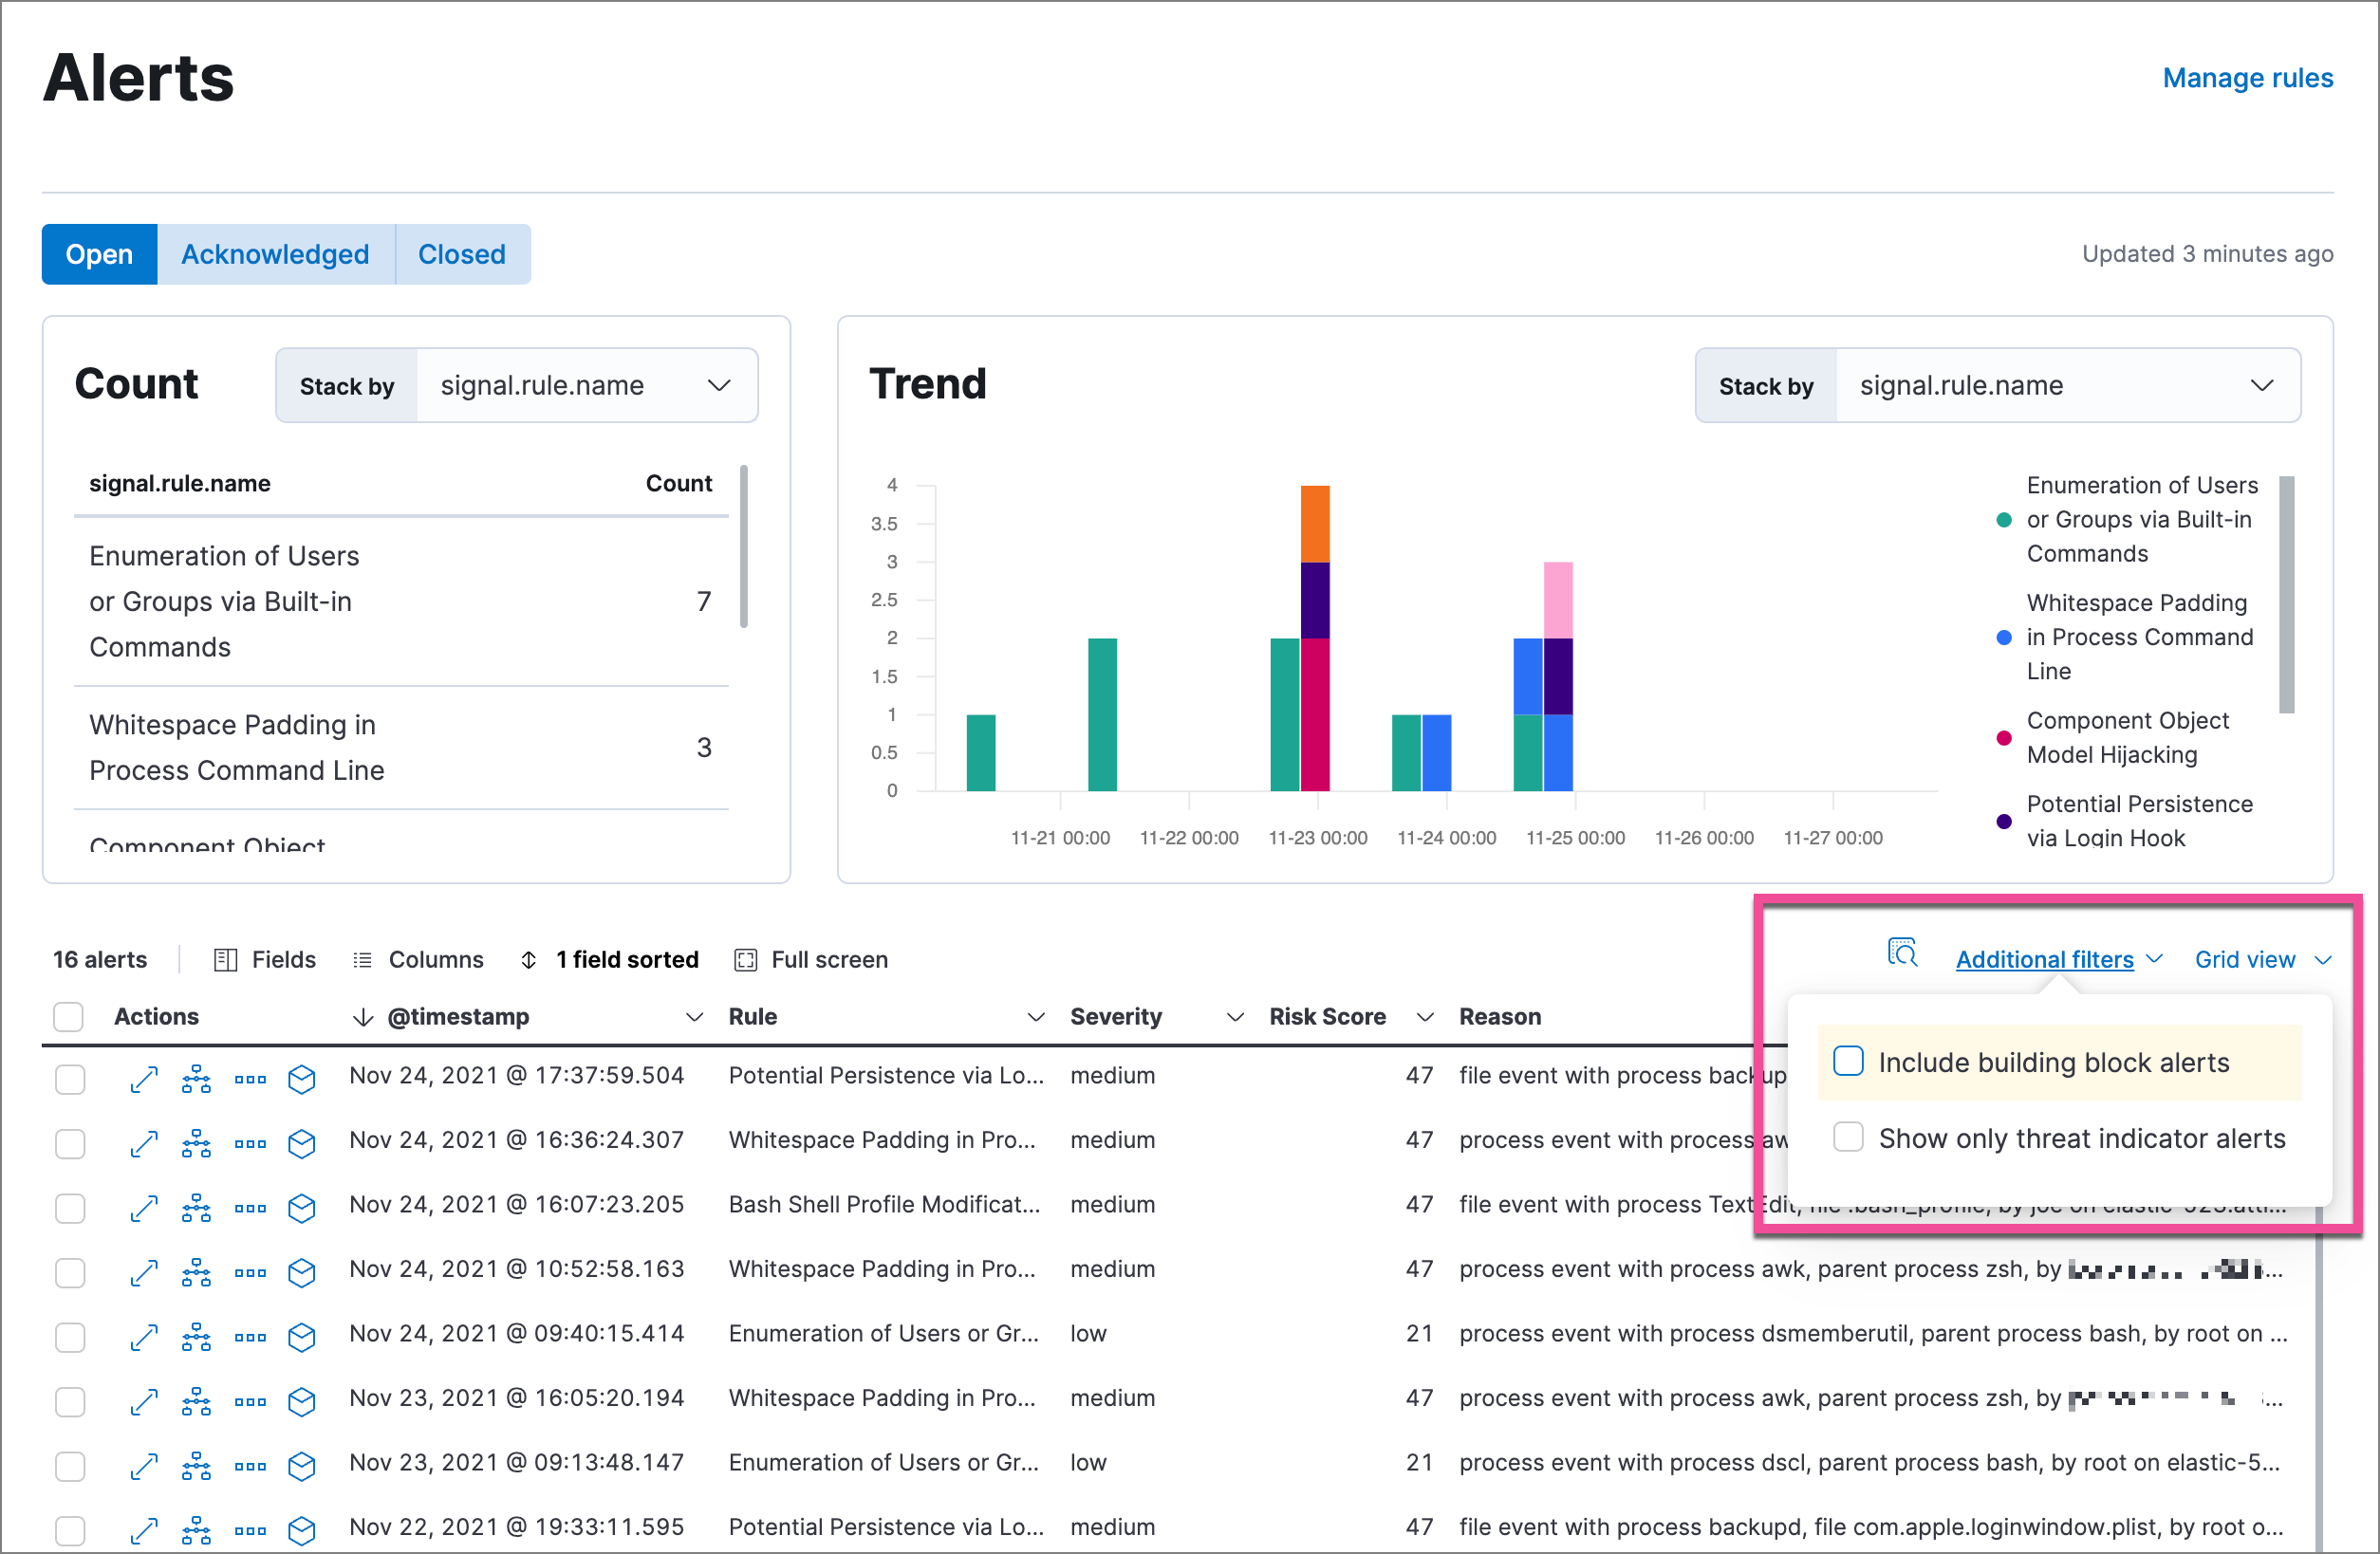 Alerts
Manage rules
Open
Acknowledged
Closed
Updated 3 minutes ago
Count
Stack by
signal.rule.name
signal.rule.name
Count
Enumeration of Users
or Groups via Built-in
Commands
7
Whitespace Padding in
Process Command Line
3
Component Object
Trend
Stack by
signal.rule.name
4
3.5
3
2.5
2
1.5
1
0.5
0
11-21 00:00
11-22 00:00
11-23 00:00
11-24 00:00
11-25 00:00
11-26 00:00
11-27 00:00
Enumeration of Users
or Groups via Built-in
Commands
Whitespace Padding
in Process Command
Line
Component Object
Model Hijacking
Potential Persistence
via Login Hook
16 alerts
Fields
Columns
1 field sorted
Full screen
Additional filters
Grid view
Include building block alerts
Show only threat indicator alerts
Actions @timestamp Rule Severity Risk Score Reason
Nov 24, 2021 @ 17:37:59.504 Potential Persistence via Lo... medium 47 file event with process backup
Nov 24, 2021 @ 16:36:24.307 Whitespace Padding in Pro... medium 47 process event with process aw
Nov 24, 2021 @ 16:07:23.205 Bash Shell Profile Modificat... medium 47 file event with process TextEdit, file .bash_profile, by joe on
Nov 24, 2021 @ 10:52:58.163 Whitespace Padding in Pro... medium 47 process event with process awk, parent process zsh, by ...
Nov 24, 2021 @ 09:40:15.414 Enumeration of Users or Gr... low 21 process event with process dsmemberutil, parent process bash, by root on ...
Nov 23, 2021 @ 16:05:20.194 Whitespace Padding in Pro... medium 47 process event with process awk, parent process zsh, by ...
Nov 23, 2021 @ 09:13:48.147 Enumeration of Users or Gr... low 21 process event with process dscl, parent process bash, by root on elastic-5...
Nov 22, 2021 @ 19:33:11.595 Potential Persistence via Lo... medium 47 file event with process backupd, file com.apple.loginwindow.plist, by root o...